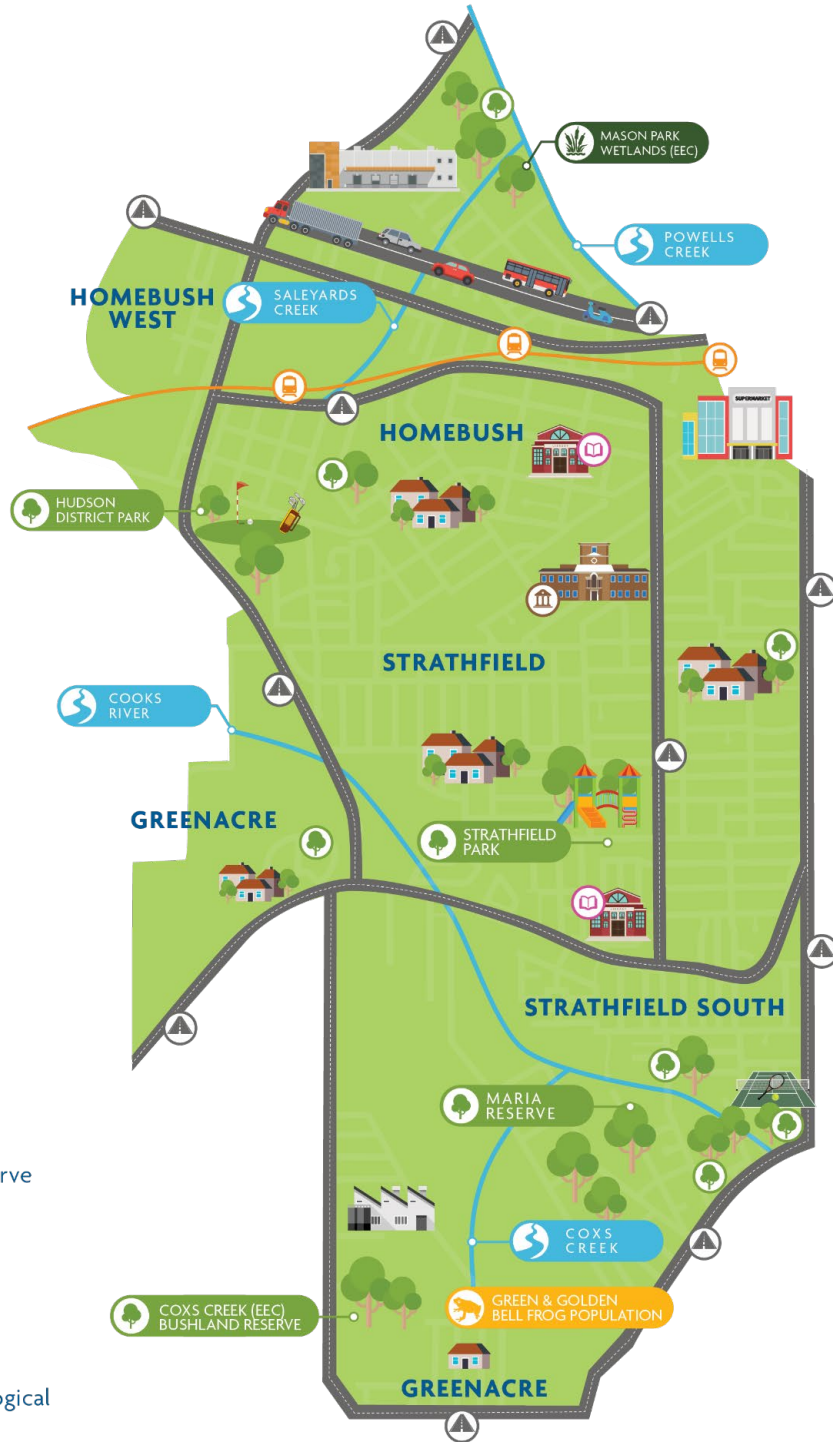 MASON PARK
WETLANDS (EEC)
POWELLS
CREEK
HOMEBUSH
WEST
SALEYARDS
CREEK
SUPERMARKET
HOMEBUSH
HUDSON
DISTRICT PARK
STRATHFIELD
COOKS
RIVER
GREENACRE
STRATHFIELD
PARK
STRATHFIELD SOUTH
MARIA
RESERVE
rve
COXS
CREEK
COXS CREEK (EEC)
BUSHLAND RESERVE
GREEN & GOLDEN
BELL FROG POPULATION
GREENACRE
ogical